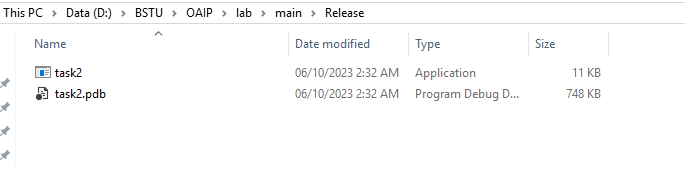 This PC > Data (D:) > BSTU > OAIP > lab > main > Release
Name Date modified Type Size
task2 06/10/2023 2:32 AM Application 11 KB
task2.pdb 06/10/2023 2:32 AM Program Debug D... 748 KB